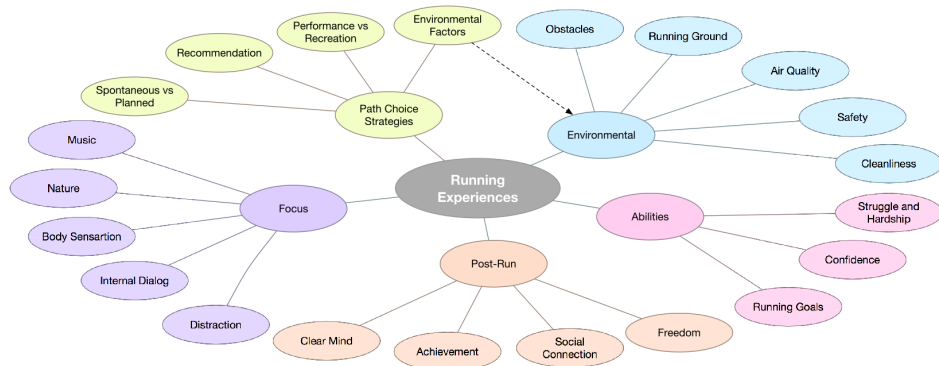 Performance vs
Recreation
Environmental
Factors
Obstacles
Running Ground
Recommendation
Air Quality
Spontaneous vs
Planned
Path Choice
Strategies
Environmental
Safety
Music
Cleanliness
Running
Experiences
Nature
Focus
Abilities
Struggle and
Hardship
Body Sensartion
Post-Run
Confidence
Internal Dialog
Running Goals
Distraction
Clear Mind
Achievement
Social
Connection
Freedom